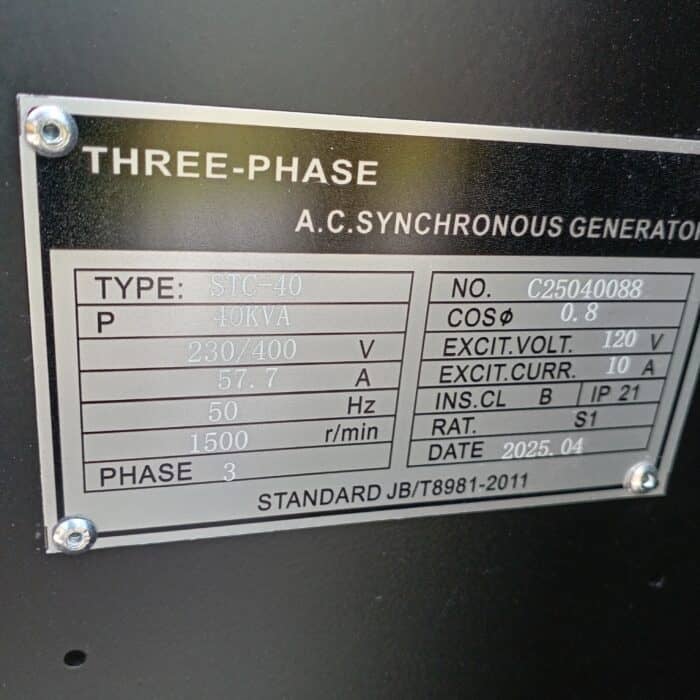 THREE-PHASE
A.C.SYNCHRONOUS GENERATOR
TYPE: STC-40
P 40KVA
230/400 V
57.7 A
50 Hz
1500 r/min
PHASE 3
NO. C25040088
COSϕ 0.8
EXCIT.VOLT. 120 V
EXCIT.CURR. 10 A
INS.CL B IP 21
RAT. S1
DATE 2025.04
STANDARD JB/T8981-2011